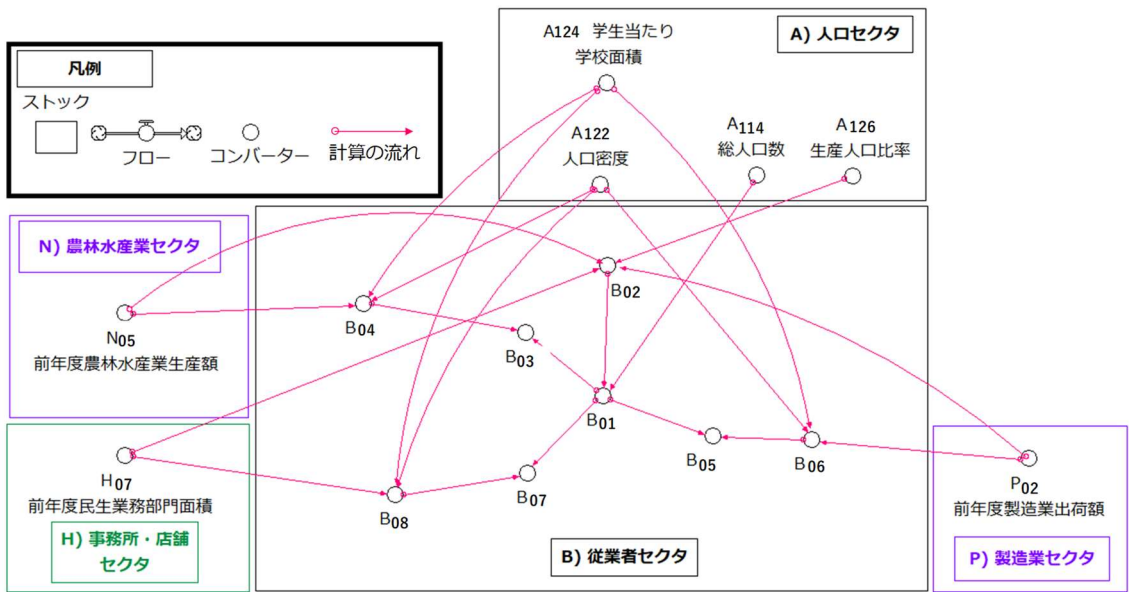 凡例
ストック
フロー
コンバーター
計算の流れ
A124 学生当たり
学校面積
A) 人口セクタ
A122
人口密度
A114
総人口数
A126
生産人口比率
N) 農林水産業セクタ
N05
前年度農林水産業生産額
B02
B04
B03
B01
B05
B06
B07
B08
H07
前年度民生業務部門面積
H) 事務所・店舗
セクタ
B) 従業者セクタ
P02
前年度製造業出荷額
P) 製造業セクタ